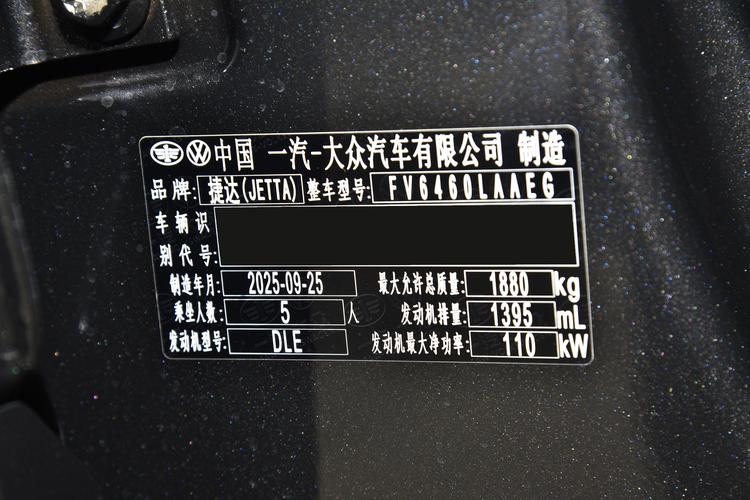 中国 一汽-大众汽车有限公司 制造
品牌: 捷达(JETTA) 整车型号: FV6460LAAEG
车辆识
别代号:
制造年月: 2025-09-25 最大允许总质量: 1880 kg
乘坐人数: 5 人 发动机排量: 1395 mL
发动机型号: DLE 发动机最大净功率: 110 kW